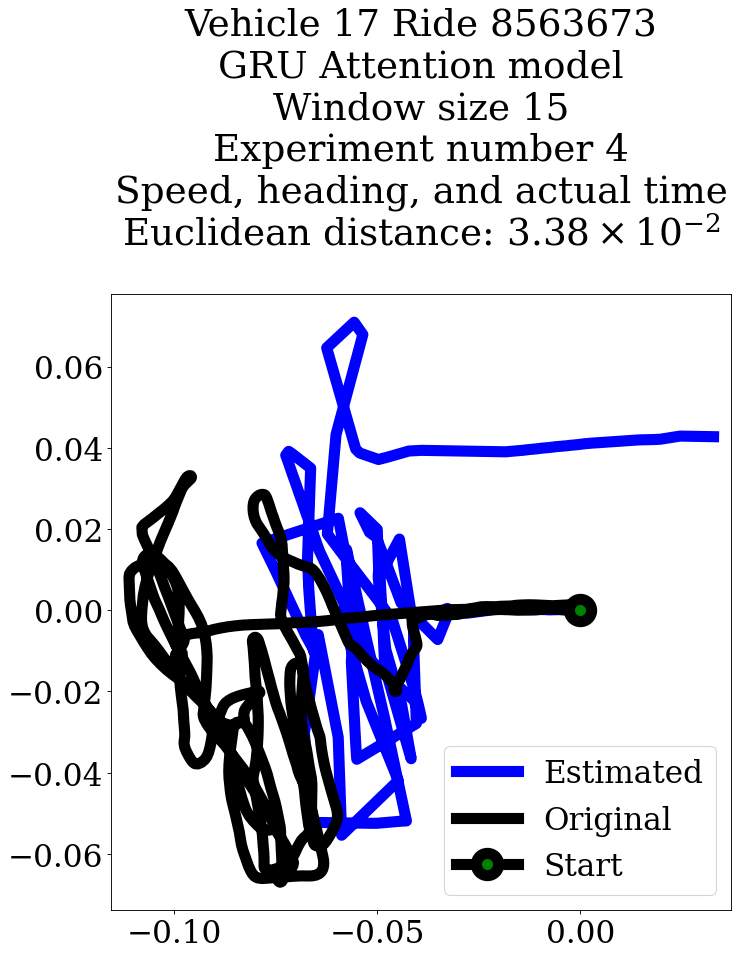 Vehicle 17 Ride 8563673
GRU Attention model
Window size 15
Experiment number 4
Speed, heading, and actual time
Euclidean distance: 3.38 × 10⁻²
0.06
0.04
0.02
0.00
−0.02
−0.04
−0.06
Estimated
Original
Start
−0.10
−0.05
0.00